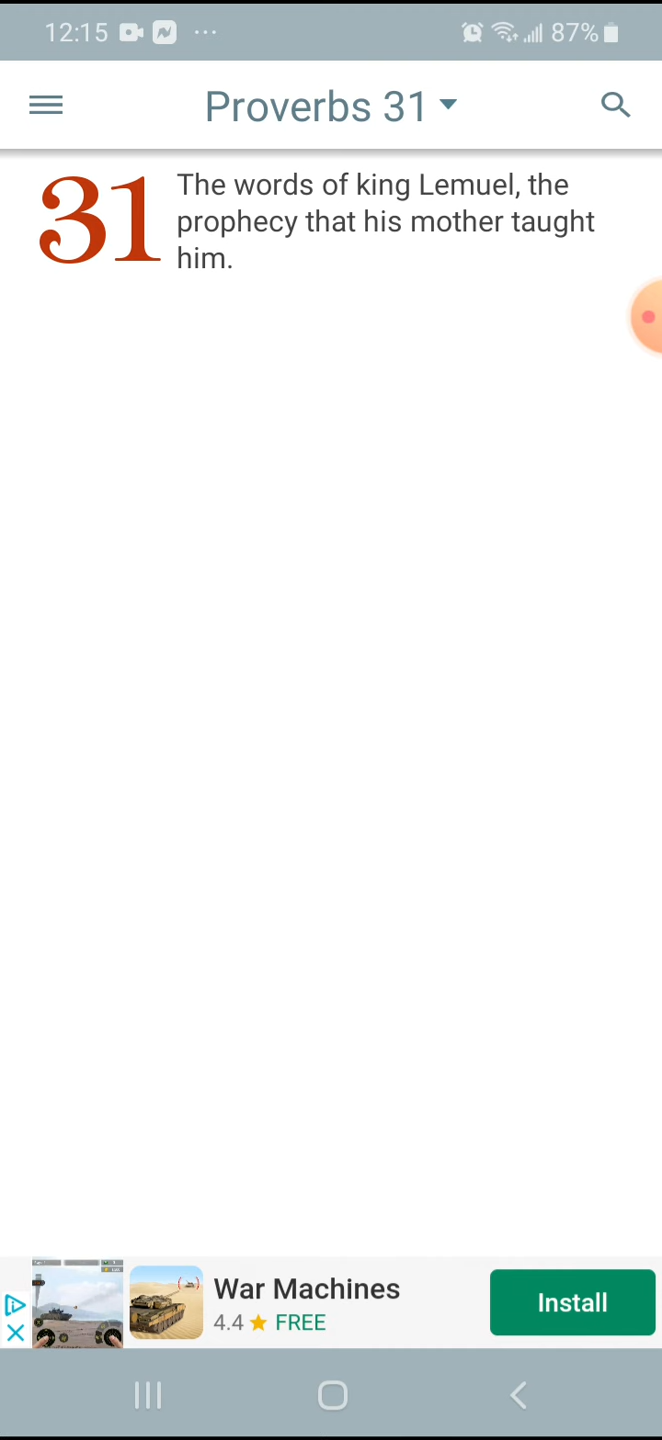 12:15 ... 87%
Proverbs 31
31 The words of king Lemuel, the
prophecy that his mother taught
him.
War Machines
4.4 ★ FREE
Install